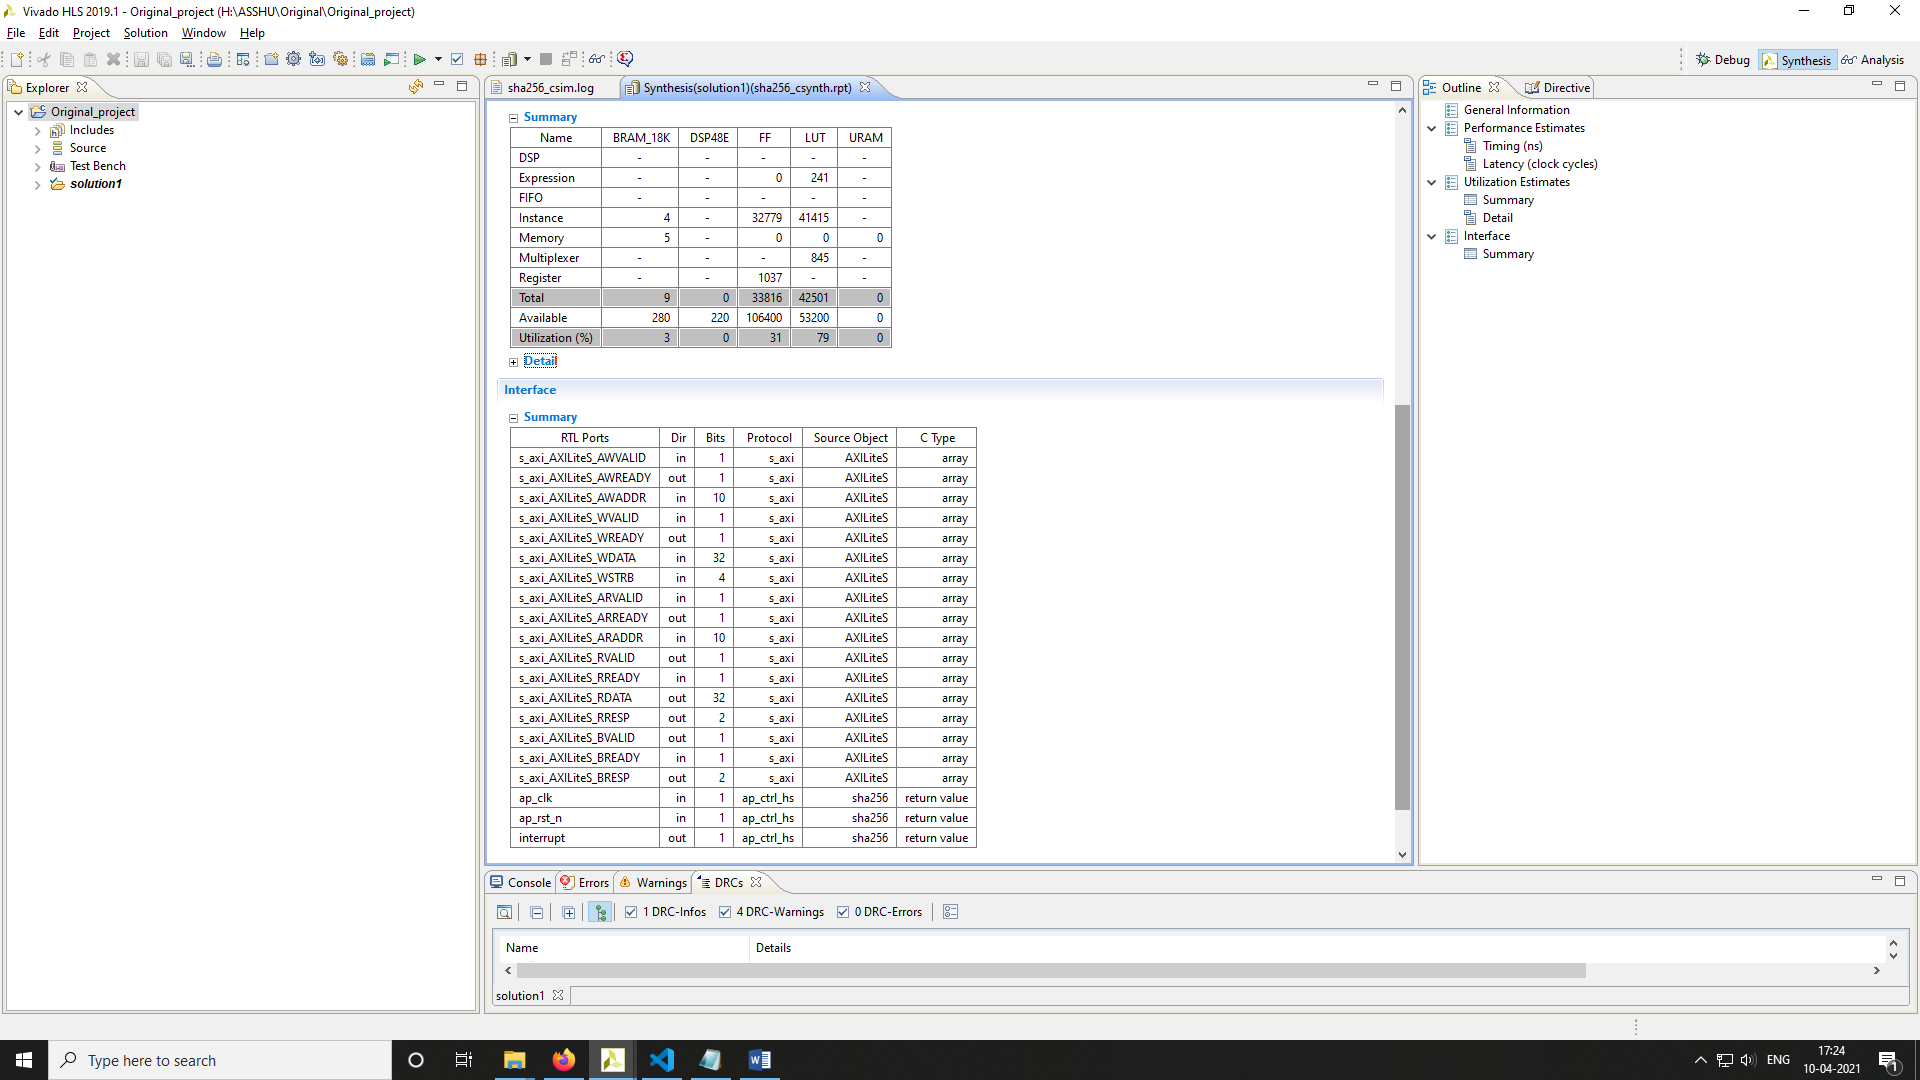 Vivado HLS 2019.1 - Original_project (H:\ASSHU\Original\Original_project)
File Edit Project Solution Window Help
Debug Synthesis Analysis
Explorer
Original_project
Includes
Source
Test Bench
solution1
sha256_csim.log Synthesis(solution1)(sha256_csynth.rpt)
Summary
Name BRAM_18K DSP48E FF LUT URAM
DSP - - - - -
Expression - - 0 241 -
FIFO - - - - -
Instance 4 - 32779 41415 -
Memory 5 - 0 0 0
Multiplexer - - - 845 -
Register - - 1037 - -
Total 9 0 33816 42501 0
Available 280 220 106400 53200 0
Utilization (%) 3 0 31 79 0
Detail
Interface
Summary
RTL Ports Dir Bits Protocol Source Object C Type
s_axi_AXILiteS_AWVALID in 1 s_axi AXILiteS array
s_axi_AXILiteS_AWREADY out 1 s_axi AXILiteS array
s_axi_AXILiteS_AWADDR in 10 s_axi AXILiteS array
s_axi_AXILiteS_WVALID in 1 s_axi AXILiteS array
s_axi_AXILiteS_WREADY out 1 s_axi AXILiteS array
s_axi_AXILiteS_WDATA in 32 s_axi AXILiteS array
s_axi_AXILiteS_WSTRB in 4 s_axi AXILiteS array
s_axi_AXILiteS_ARVALID in 1 s_axi AXILiteS array
s_axi_AXILiteS_ARREADY out 1 s_axi AXILiteS array
s_axi_AXILiteS_ARADDR in 10 s_axi AXILiteS array
s_axi_AXILiteS_RVALID out 1 s_axi AXILiteS array
s_axi_AXILiteS_RREADY in 1 s_axi AXILiteS array
s_axi_AXILiteS_RDATA out 32 s_axi AXILiteS array
s_axi_AXILiteS_RRESP out 2 s_axi AXILiteS array
s_axi_AXILiteS_BVALID out 1 s_axi AXILiteS array
s_axi_AXILiteS_BREADY in 1 s_axi AXILiteS array
s_axi_AXILiteS_BRESP out 2 s_axi AXILiteS array
ap_clk in 1 ap_ctrl_hs sha256 return value
ap_rst_n in 1 ap_ctrl_hs sha256 return value
interrupt out 1 ap_ctrl_hs sha256 return value
Outline Directive
General Information
Performance Estimates
Timing (ns)
Latency (clock cycles)
Utilization Estimates
Summary
Detail
Interface
Summary
Console Errors Warnings DRCs
1 DRC-Infos 4 DRC-Warnings 0 DRC-Errors
Name Details
solution1
Type here to search
ENG
17:24
10-04-2021
1